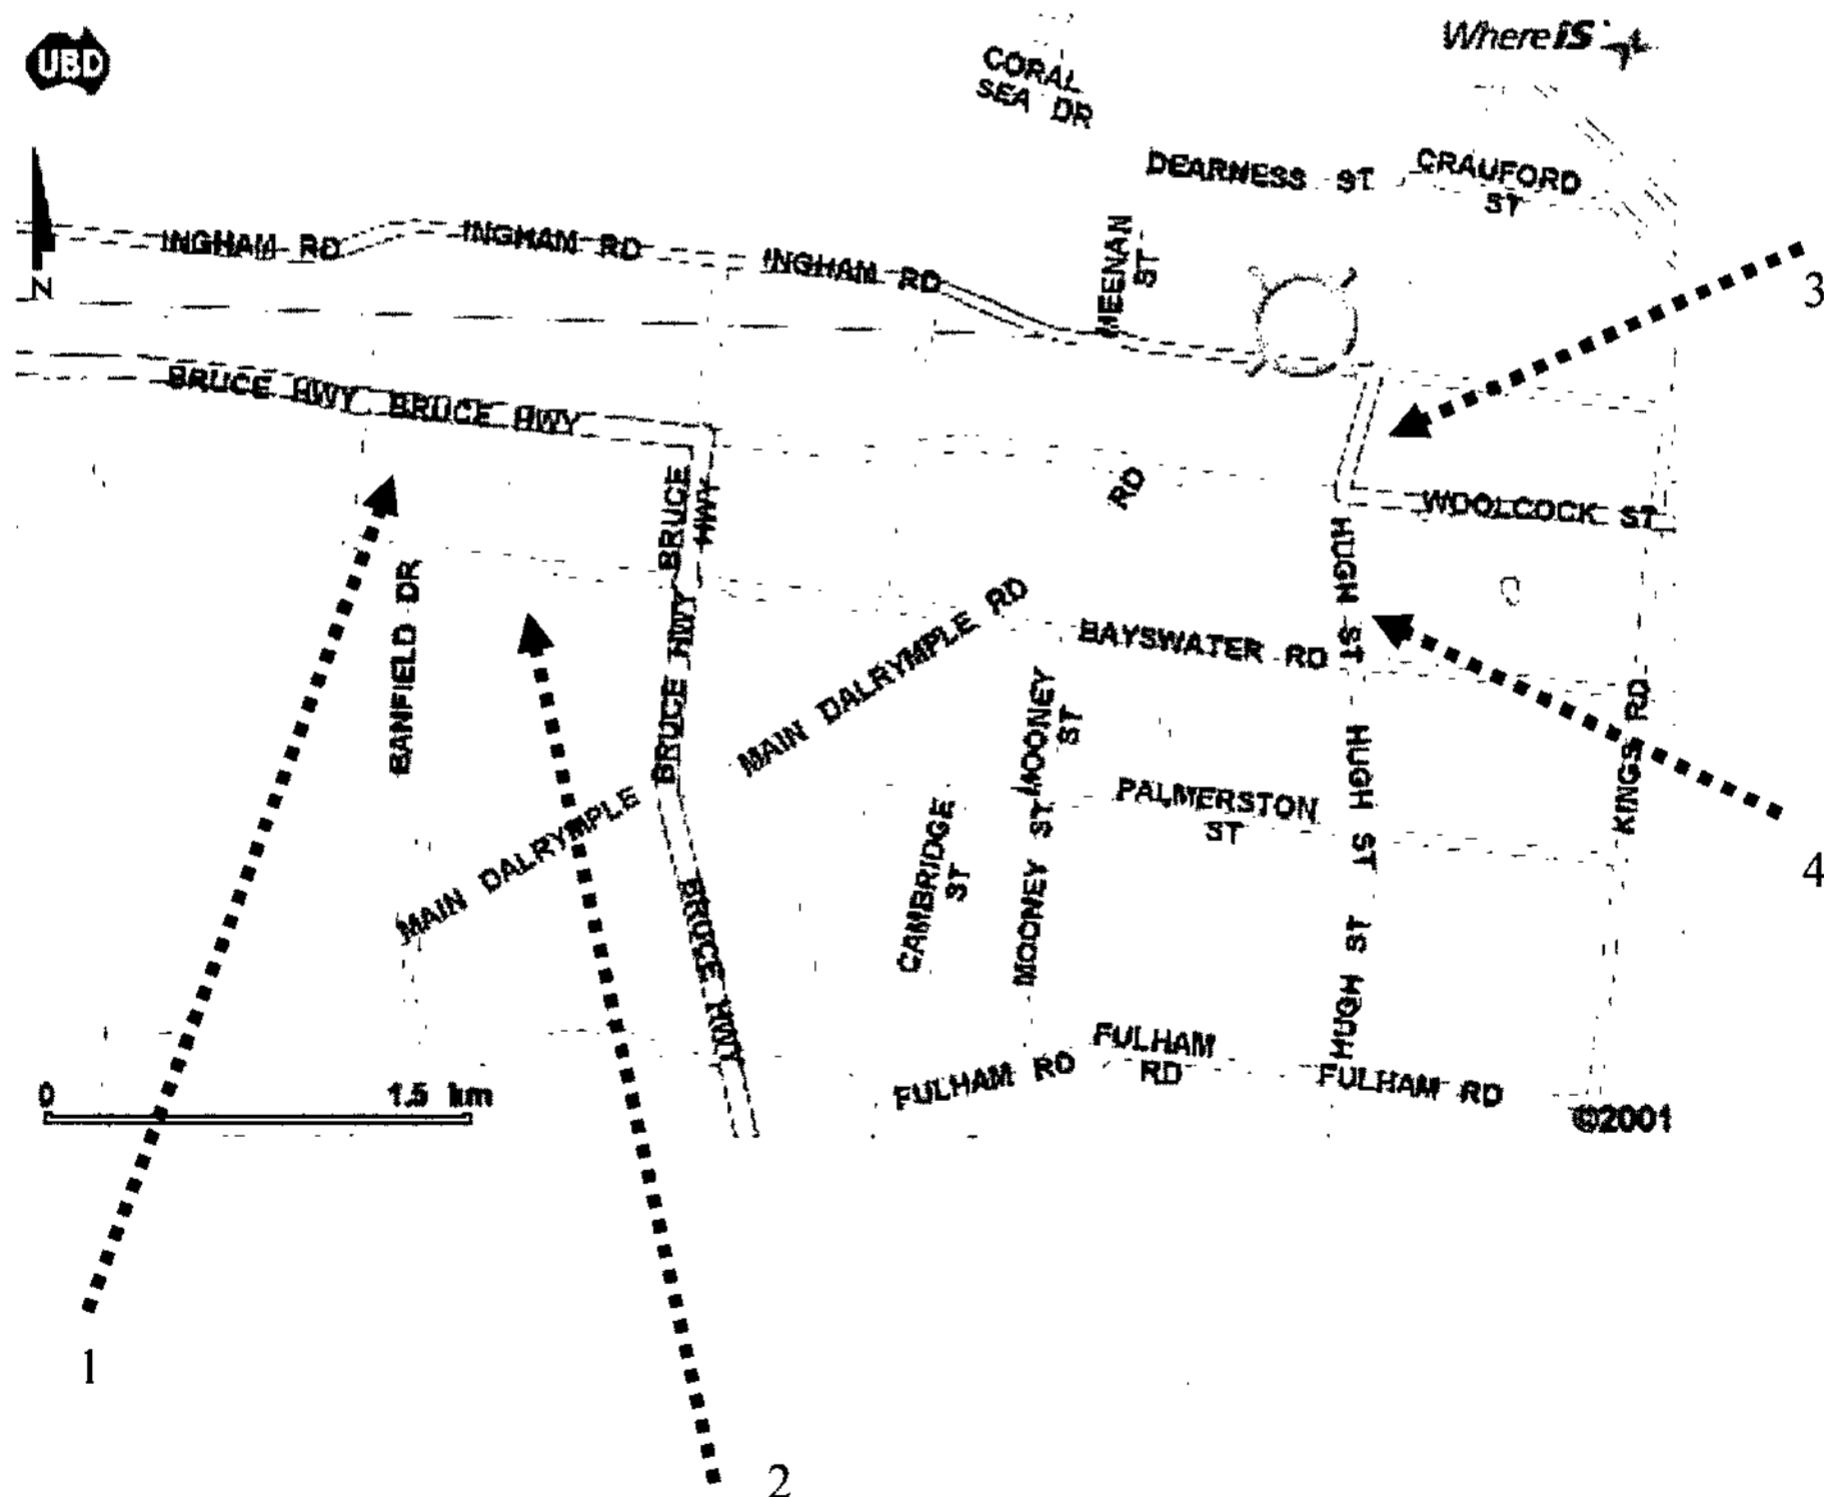 UBD
Whereis
CORAL
SEA DR
DEARNESS ST
CRAUFORD
ST
N
INGHAM RD
INGHAM RD
INGHAM RD
MEENAN
ST
3
BRUCE HWY
BRUCE HWY
BRUCE
HWY
RD
WOOLCOCK ST
HUGH ST
BANFIELD DR
BRUCE HWY
MAIN DALRYMPLE RD
BAYSWATER RD
MOONEY
ST
KINGS RD
MAIN DALRYMPLE
PALMERSTON
ST
HUGH ST
CAMBRIDGE
ST
MOONEY ST
4
BRUCE HWY
HUGH ST
FULHAM RD
FULHAM
RD
FULHAM RD
0 1.5 km
©2001
1
2